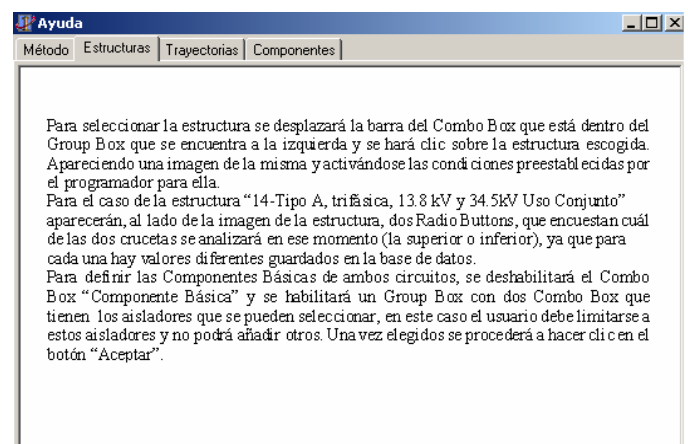 Ayuda
Método Estructuras Trayectorias Componentes
Para seleccionar la estructura se desplazará la barra del Combo Box que está dentro del
Group Box que se encuentra a la izquierda y se hará clic sobre la estructura escogida.
Apareciendo una imagen de la misma y activándose las condiciones preestablecidas por
el programador para ella.
Para el caso de la estructura “14-Tipo A, trifásica, 13.8 kV y 34.5kV Uso Conjunto”
aparecerán, al lado de la imagen de la estructura, dos Radio Buttons, que encuestan cuál
de las dos crucetas se analizará en ese momento (la superior o inferior), ya que para
cada una hay valores diferentes guardados en la base de datos.
Para definir las Componentes Básicas de ambos circuitos, se deshabilitará el Combo
Box “Componente Básica” y se habilitará un Group Box con dos Combo Box que
tienen los aisladores que se pueden seleccionar, en este caso el usuario debe limitarse a
estos aisladores y no podrá añadir otros. Una vez elegidos se procederá a hacer clic en el
botón “Aceptar”.